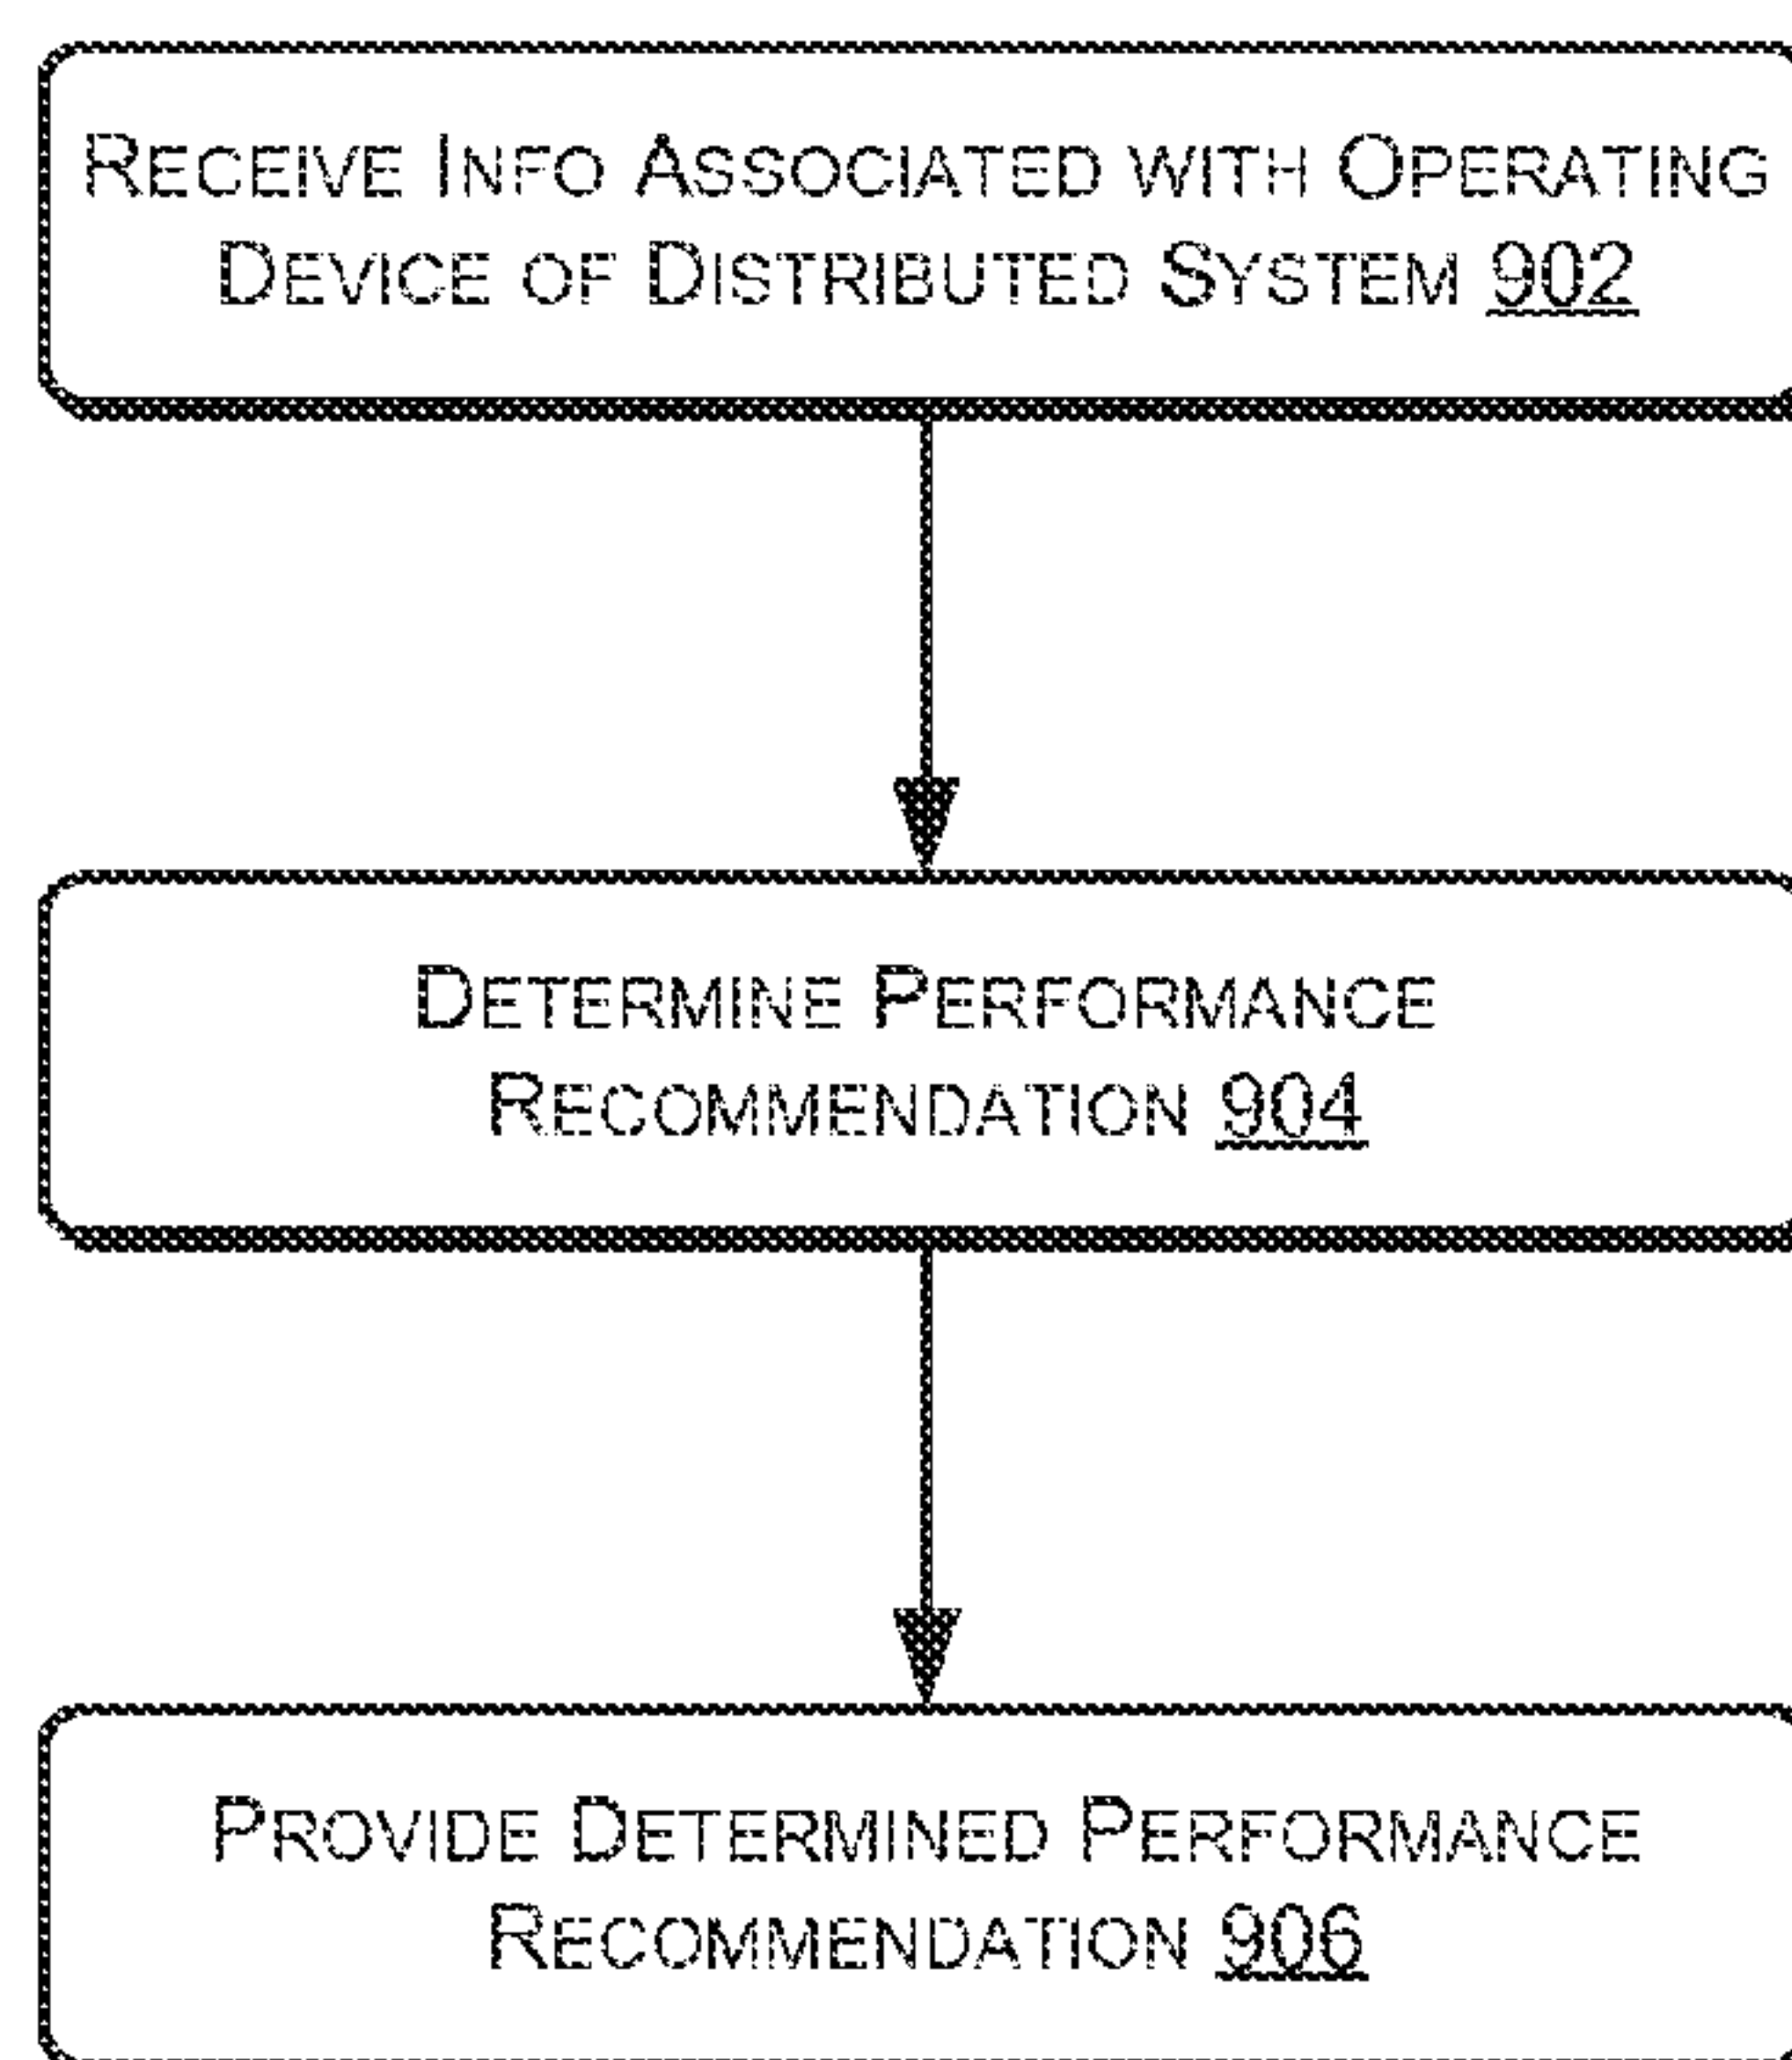 RECEIVE INFO ASSOCIATED WITH OPERATING
DEVICE OF DISTRIBUTED SYSTEM 902
DETERMINE PERFORMANCE
RECOMMENDATION 904
PROVIDE DETERMINED PERFORMANCE
RECOMMENDATION 906